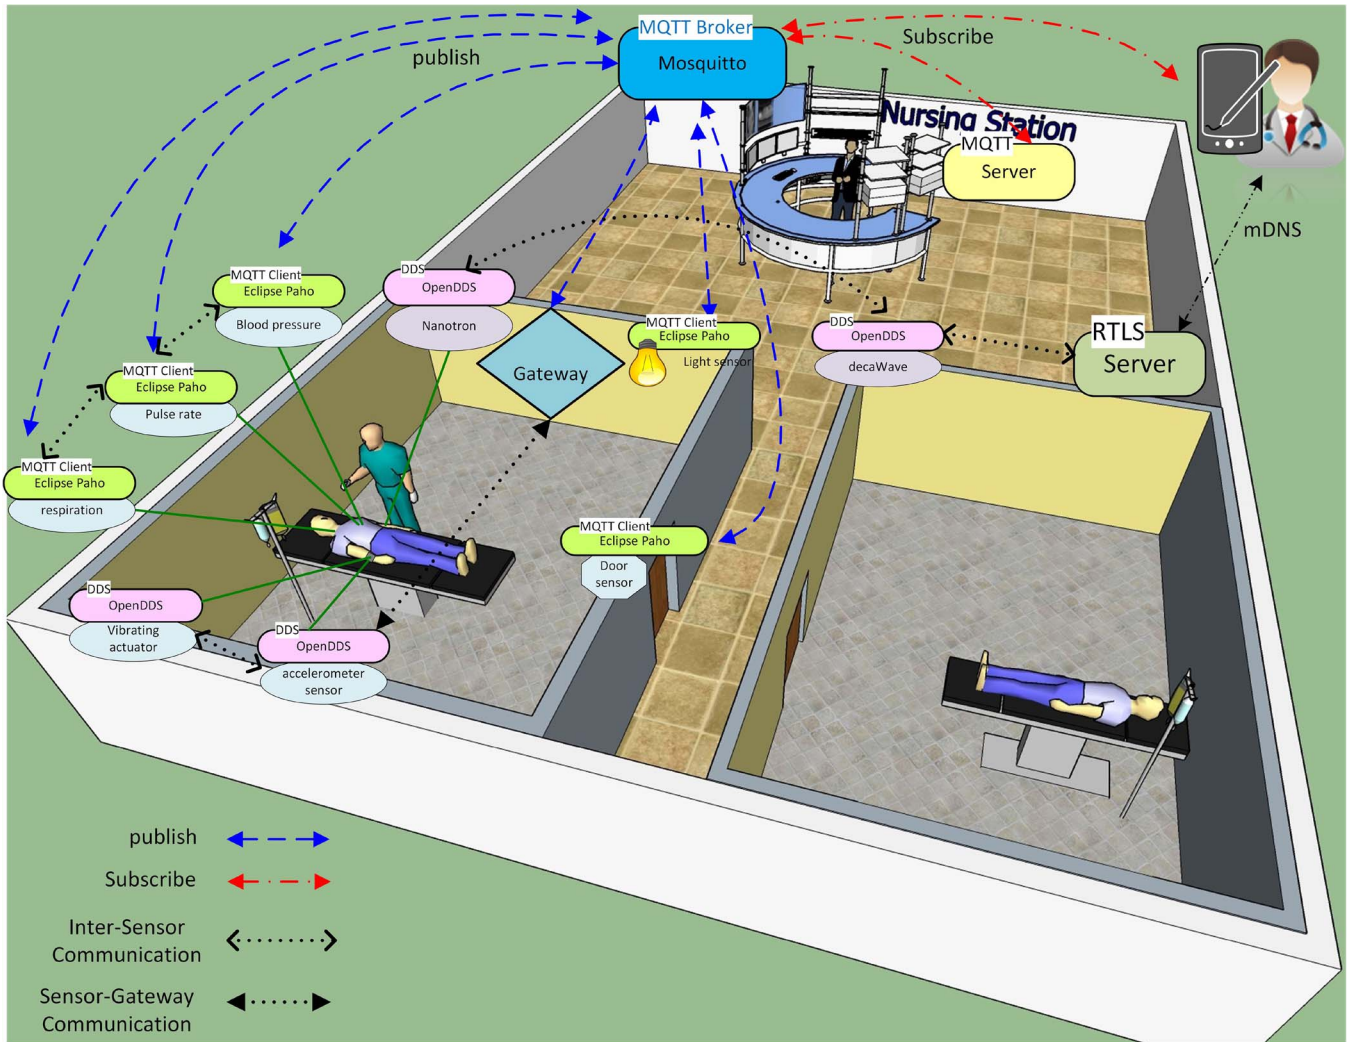 MQTT Broker
Mosquitto
publish
Subscribe
Nursing Station
MQTT
Server
mDNS
MQTT Client
Eclipse Paho
Blood pressure
DDS
OpenDDS
Nanotron
MQTT Client
Eclipse Paho
Light sensor
DDS
OpenDDS
decaWave
RTLS
Server
Gateway
MQTT Client
Eclipse Paho
Pulse rate
MQTT Client
Eclipse Paho
respiration
MQTT Client
Eclipse Paho
Door
sensor
DDS
OpenDDS
Vibrating
actuator
DDS
OpenDDS
accelerometer
sensor
publish
Subscribe
Inter-Sensor
Communication
Sensor-Gateway
Communication